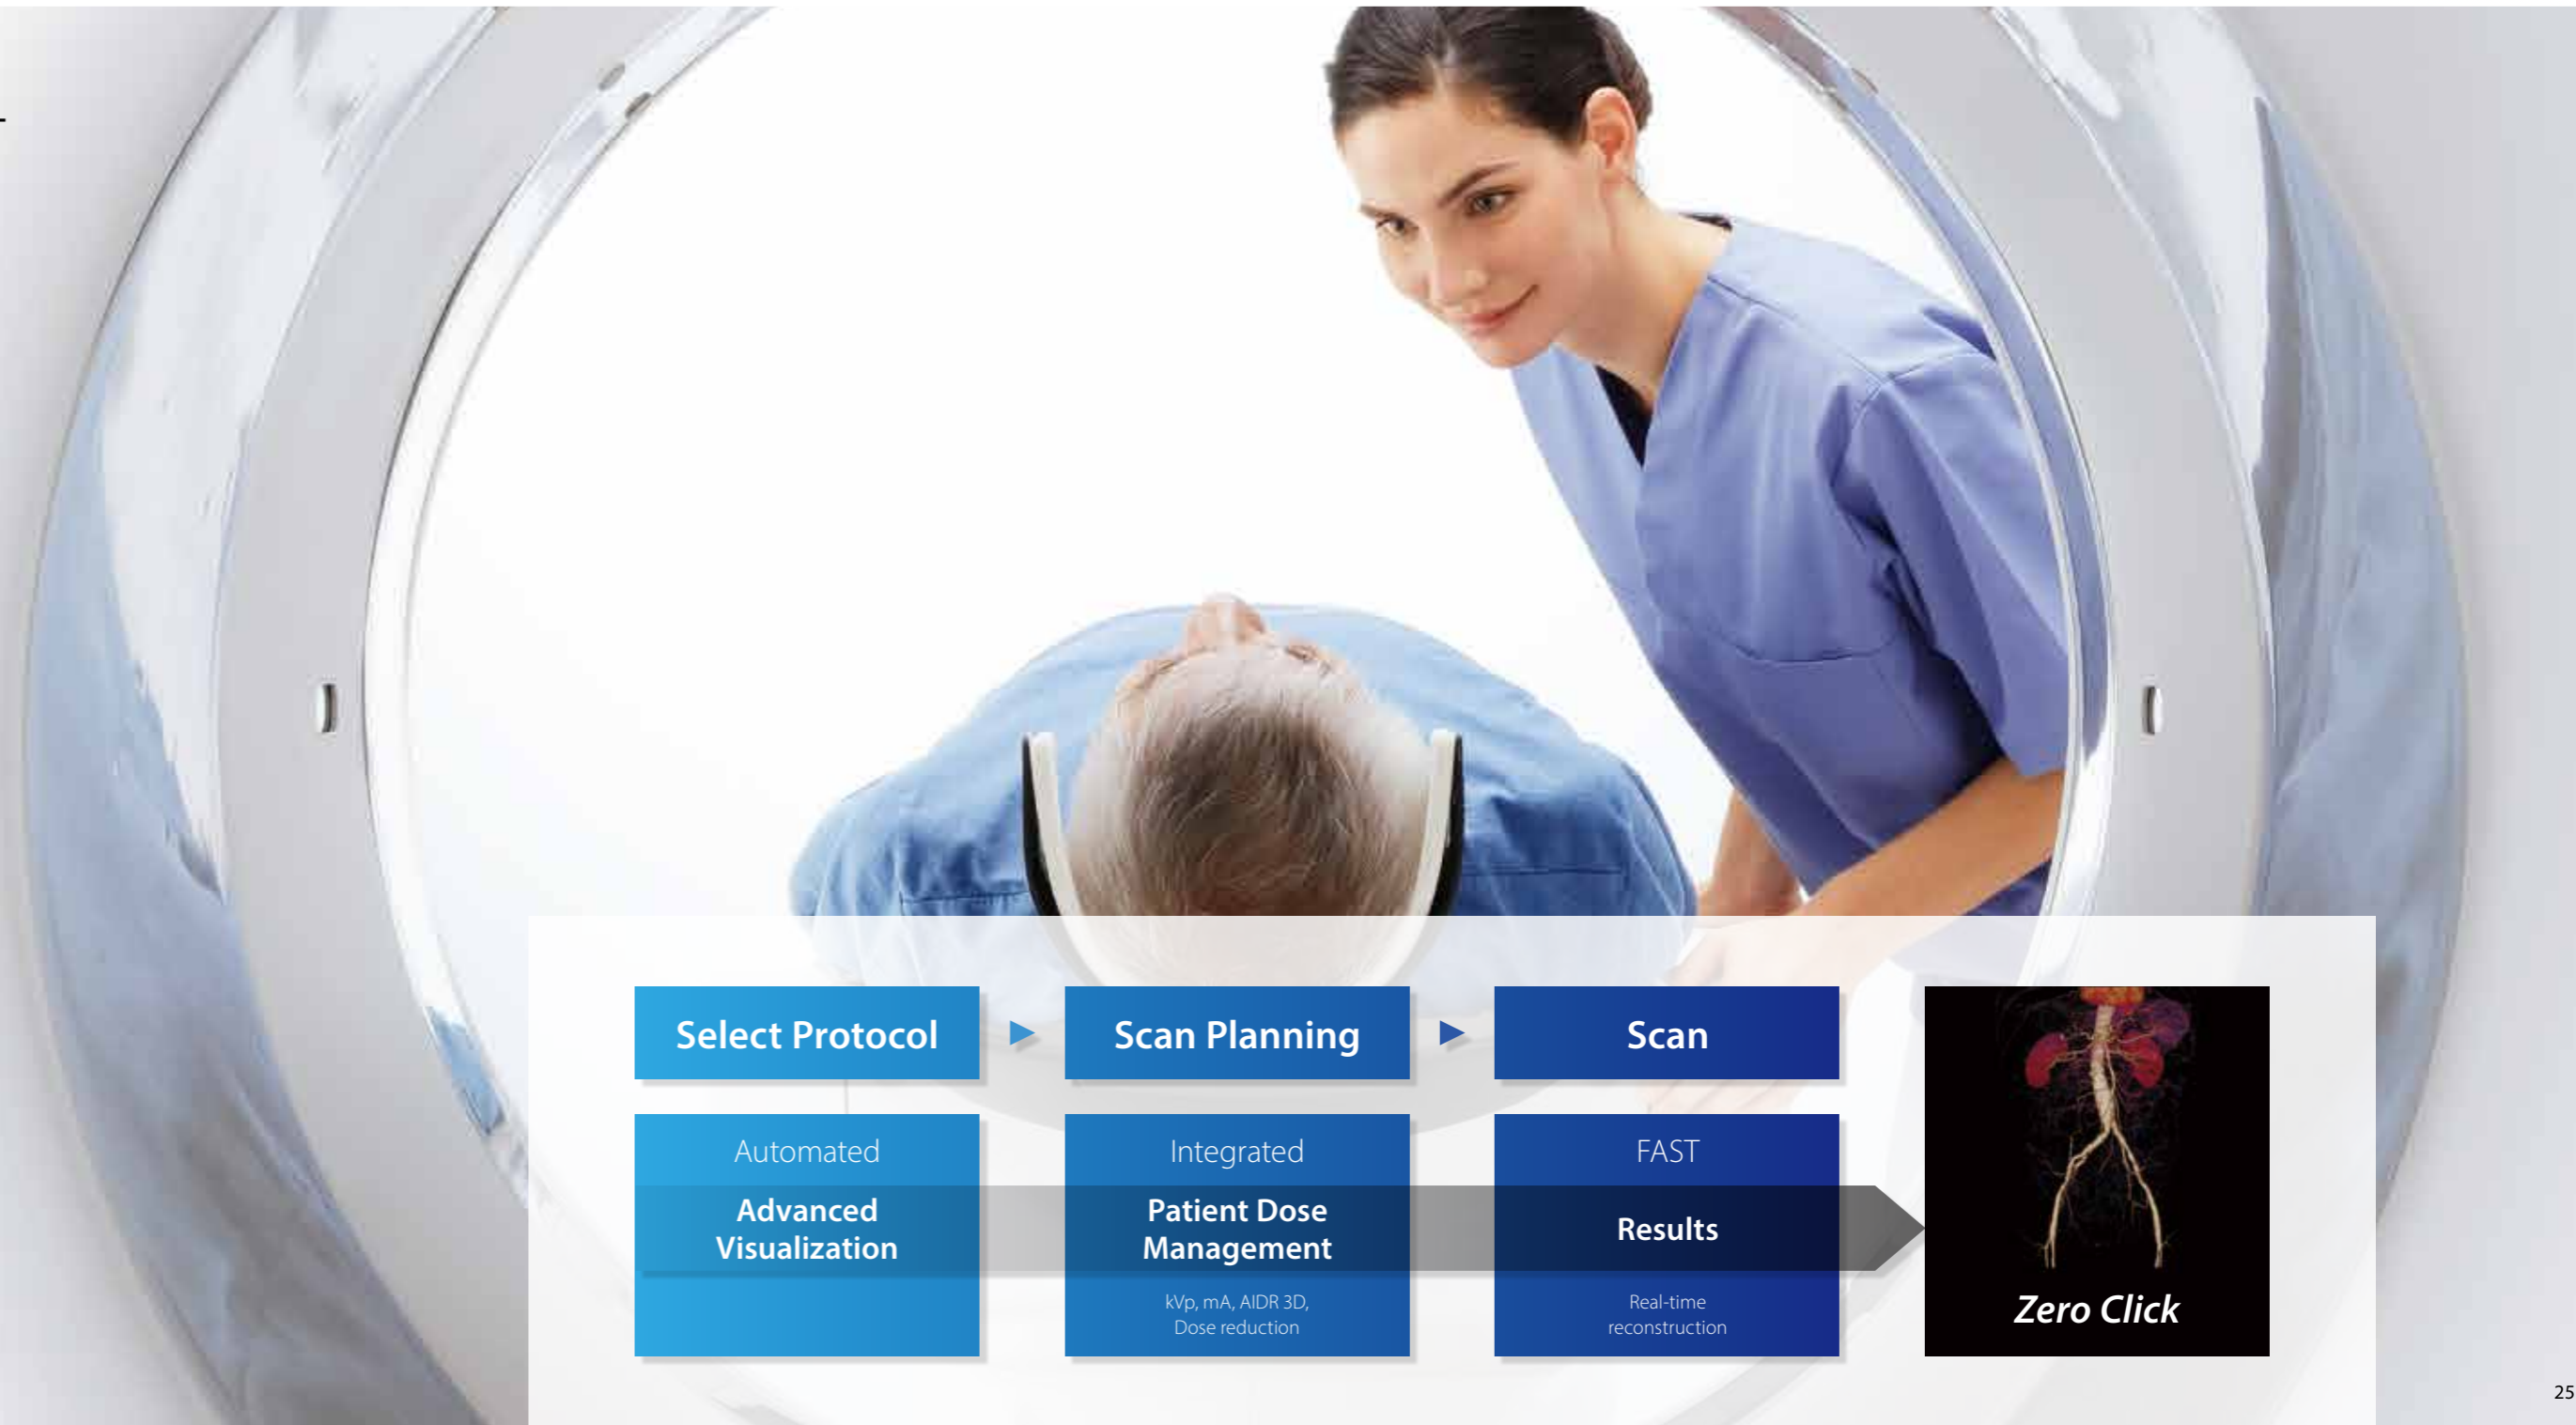 Select Protocol
Scan Planning
Scan
Automated
Advanced
Visualization
Integrated
Patient Dose
Management
kVp, mA, AIDR 3D,
Dose reduction
FAST
Results
Real-time
reconstruction
Zero Click
25